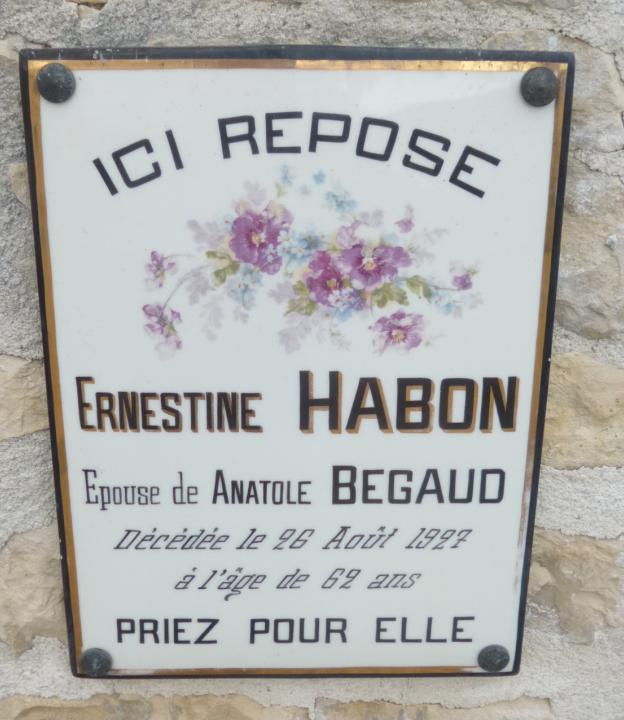 ICI REPOSE
ERNESTINE HABON
Epouse de ANATOLE BEGAUD
Décédée le 26 Août 1927
à l'âge de 62 ans
PRIEZ POUR ELLE